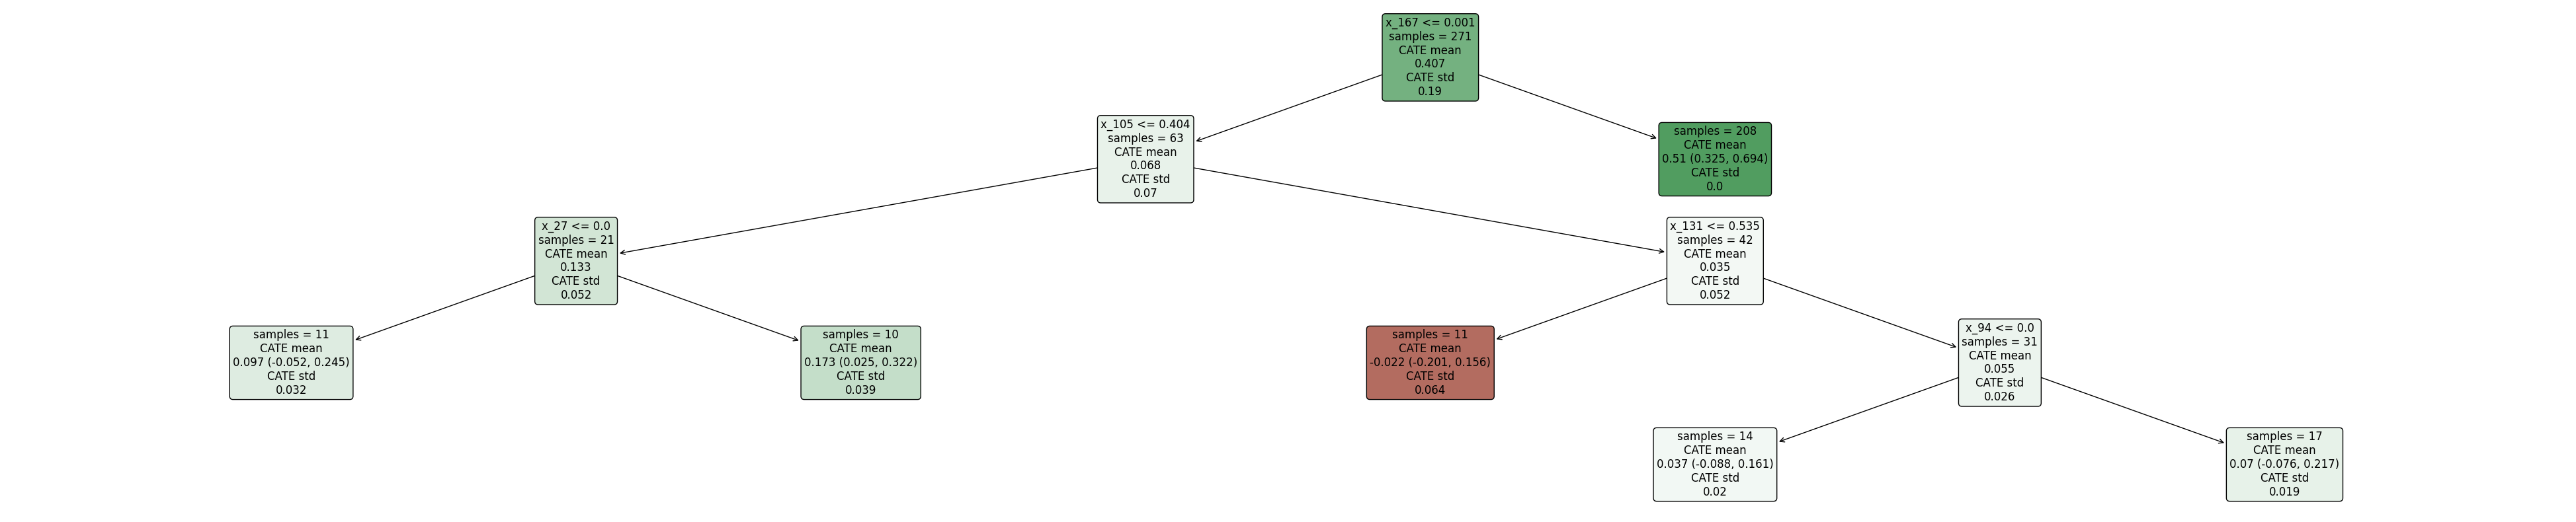 x_167 <= 0.001
samples = 271
CATE mean
0.407
CATE std
0.19
x_105 <= 0.404
samples = 63
CATE mean
0.068
CATE std
0.07
samples = 208
CATE mean
0.51 (0.325, 0.694)
CATE std
0.0
x_27 <= 0.0
samples = 21
CATE mean
0.133
CATE std
0.052
x_131 <= 0.535
samples = 42
CATE mean
0.035
CATE std
0.052
samples = 11
CATE mean
0.097 (-0.052, 0.245)
CATE std
0.032
samples = 10
CATE mean
0.173 (0.025, 0.322)
CATE std
0.039
samples = 11
CATE mean
-0.022 (-0.201, 0.156)
CATE std
0.064
x_94 <= 0.0
samples = 31
CATE mean
0.055
CATE std
0.026
samples = 14
CATE mean
0.037 (-0.088, 0.161)
CATE std
0.02
samples = 17
CATE mean
0.07 (-0.076, 0.217)
CATE std
0.019